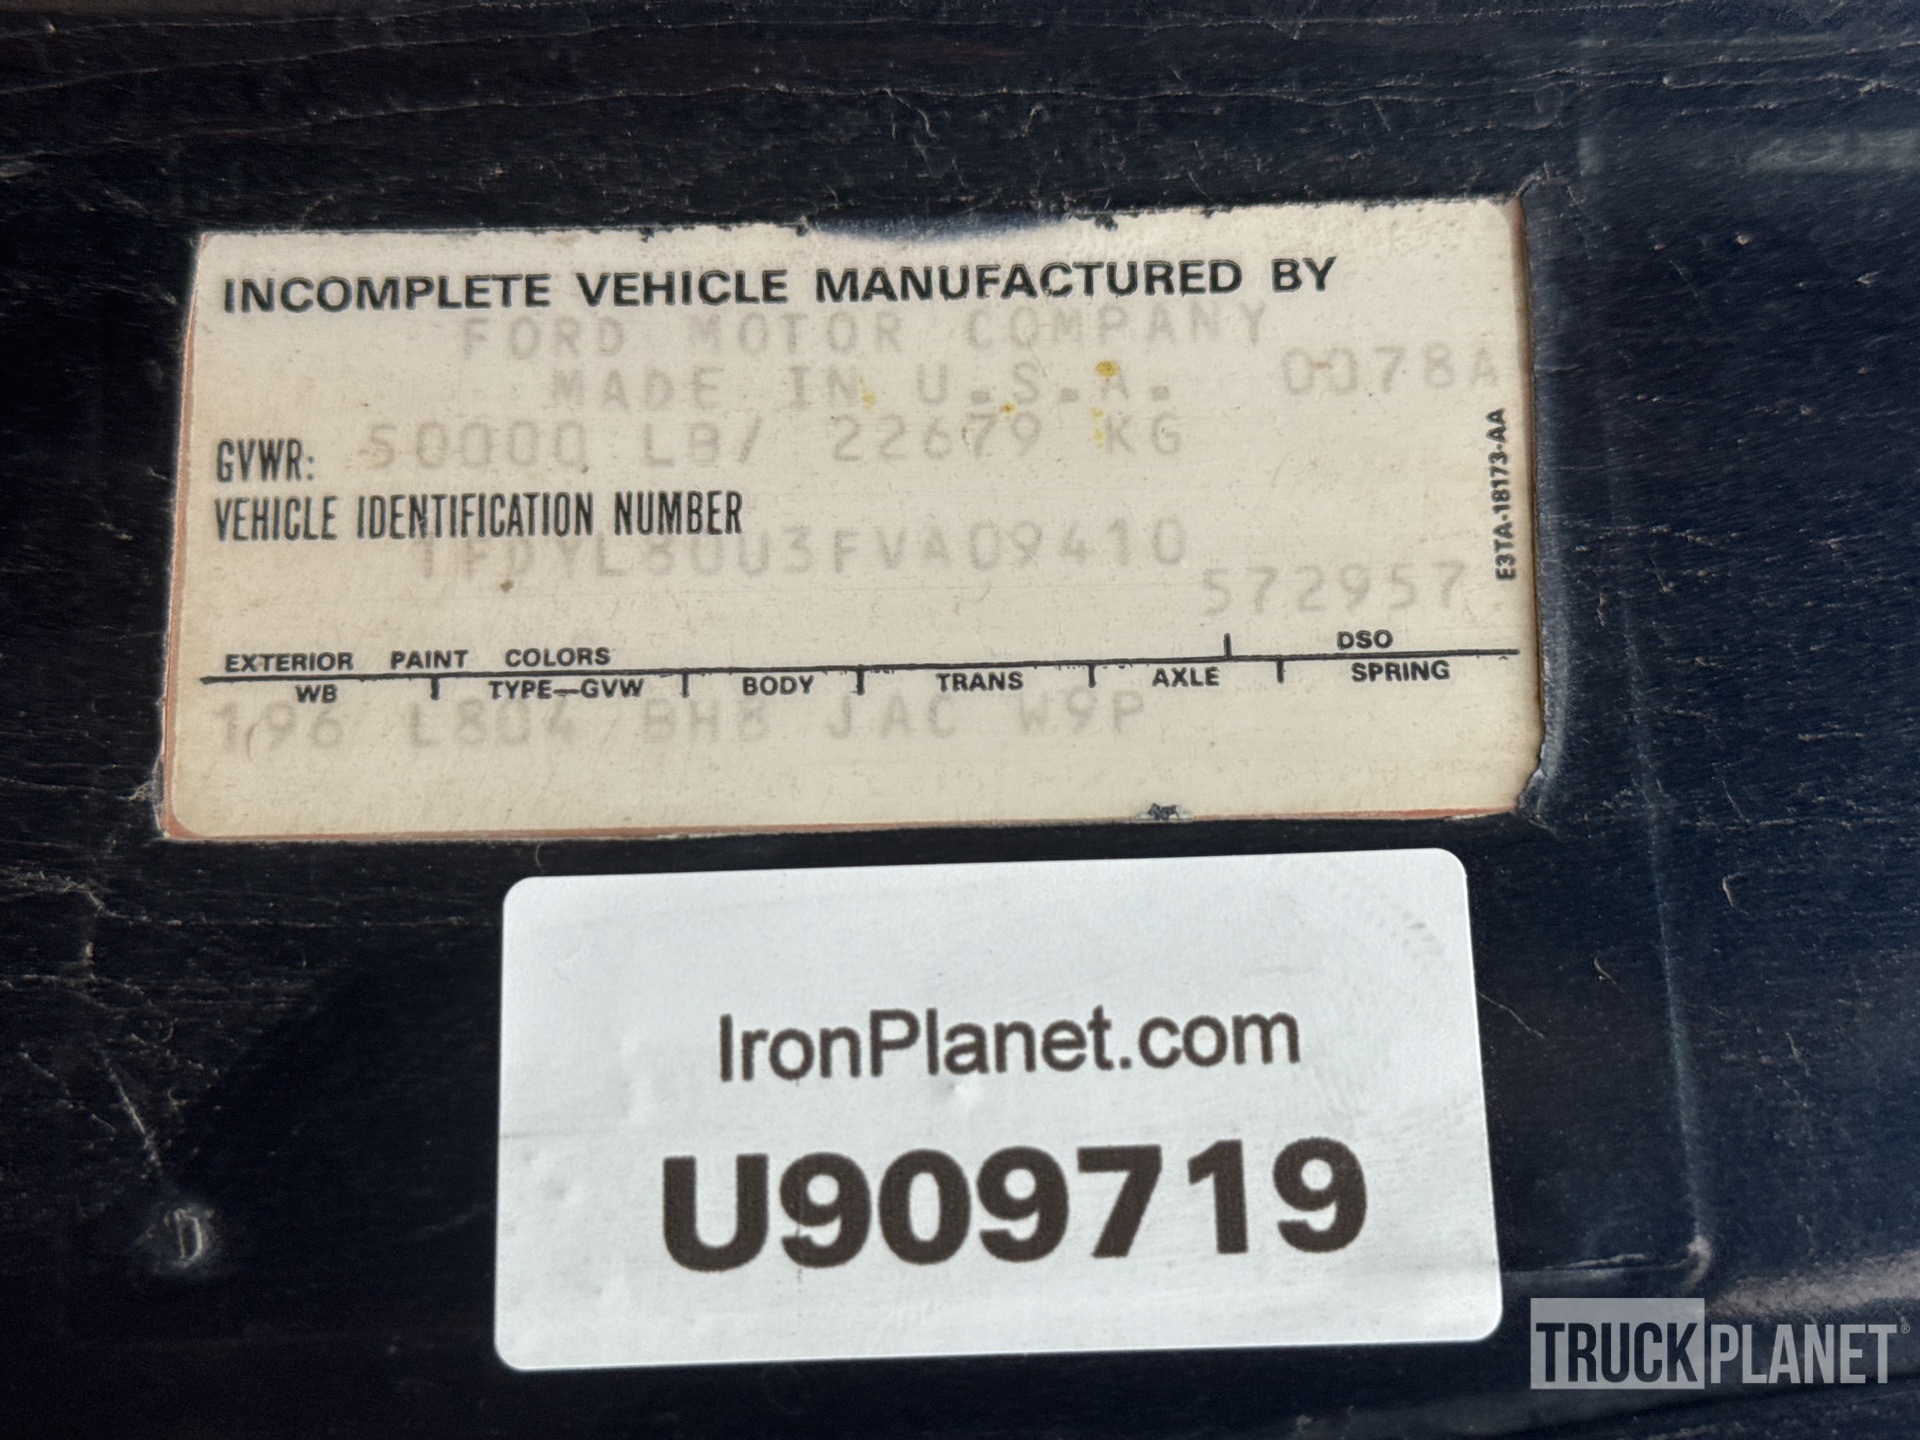 INCOMPLETE VEHICLE MANUFACTURED BY
FORD MOTOR COMPANY
MADE IN U.S.A. 0078A
GVWR: 50000 LB/ 22679 KG
VEHICLE IDENTIFICATION NUMBER
1FDYL80U3FVA09410
572957
E3TA-18173-AA
EXTERIOR PAINT COLORS DSO
WB TYPE—GVW BODY TRANS AXLE SPRING
196 L804 BH8 JAC W9P
IronPlanet.com
U909719
D
TRUCKPLANET®